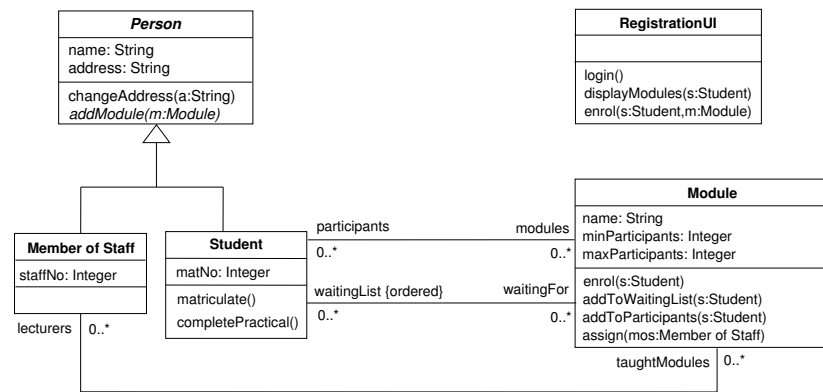 Person
name: String
address: String
changeAddress(a:String)
addModule(m:Module)
RegistrationUI
login()
displayModules(s:Student)
enrol(s:Student,m:Module)
Member of Staff
staffNo: Integer
Student
matNo: Integer
matriculate()
completePractical()
participants
0..*
modules
0..*
waitingList {ordered}
0..*
waitingFor
0..*
Module
name: String
minParticipants: Integer
maxParticipants: Integer
enrol(s:Student)
addToWaitingList(s:Student)
addToParticipants(s:Student)
assign(mos:Member of Staff)
lecturers
0..*
taughtModules
0..*